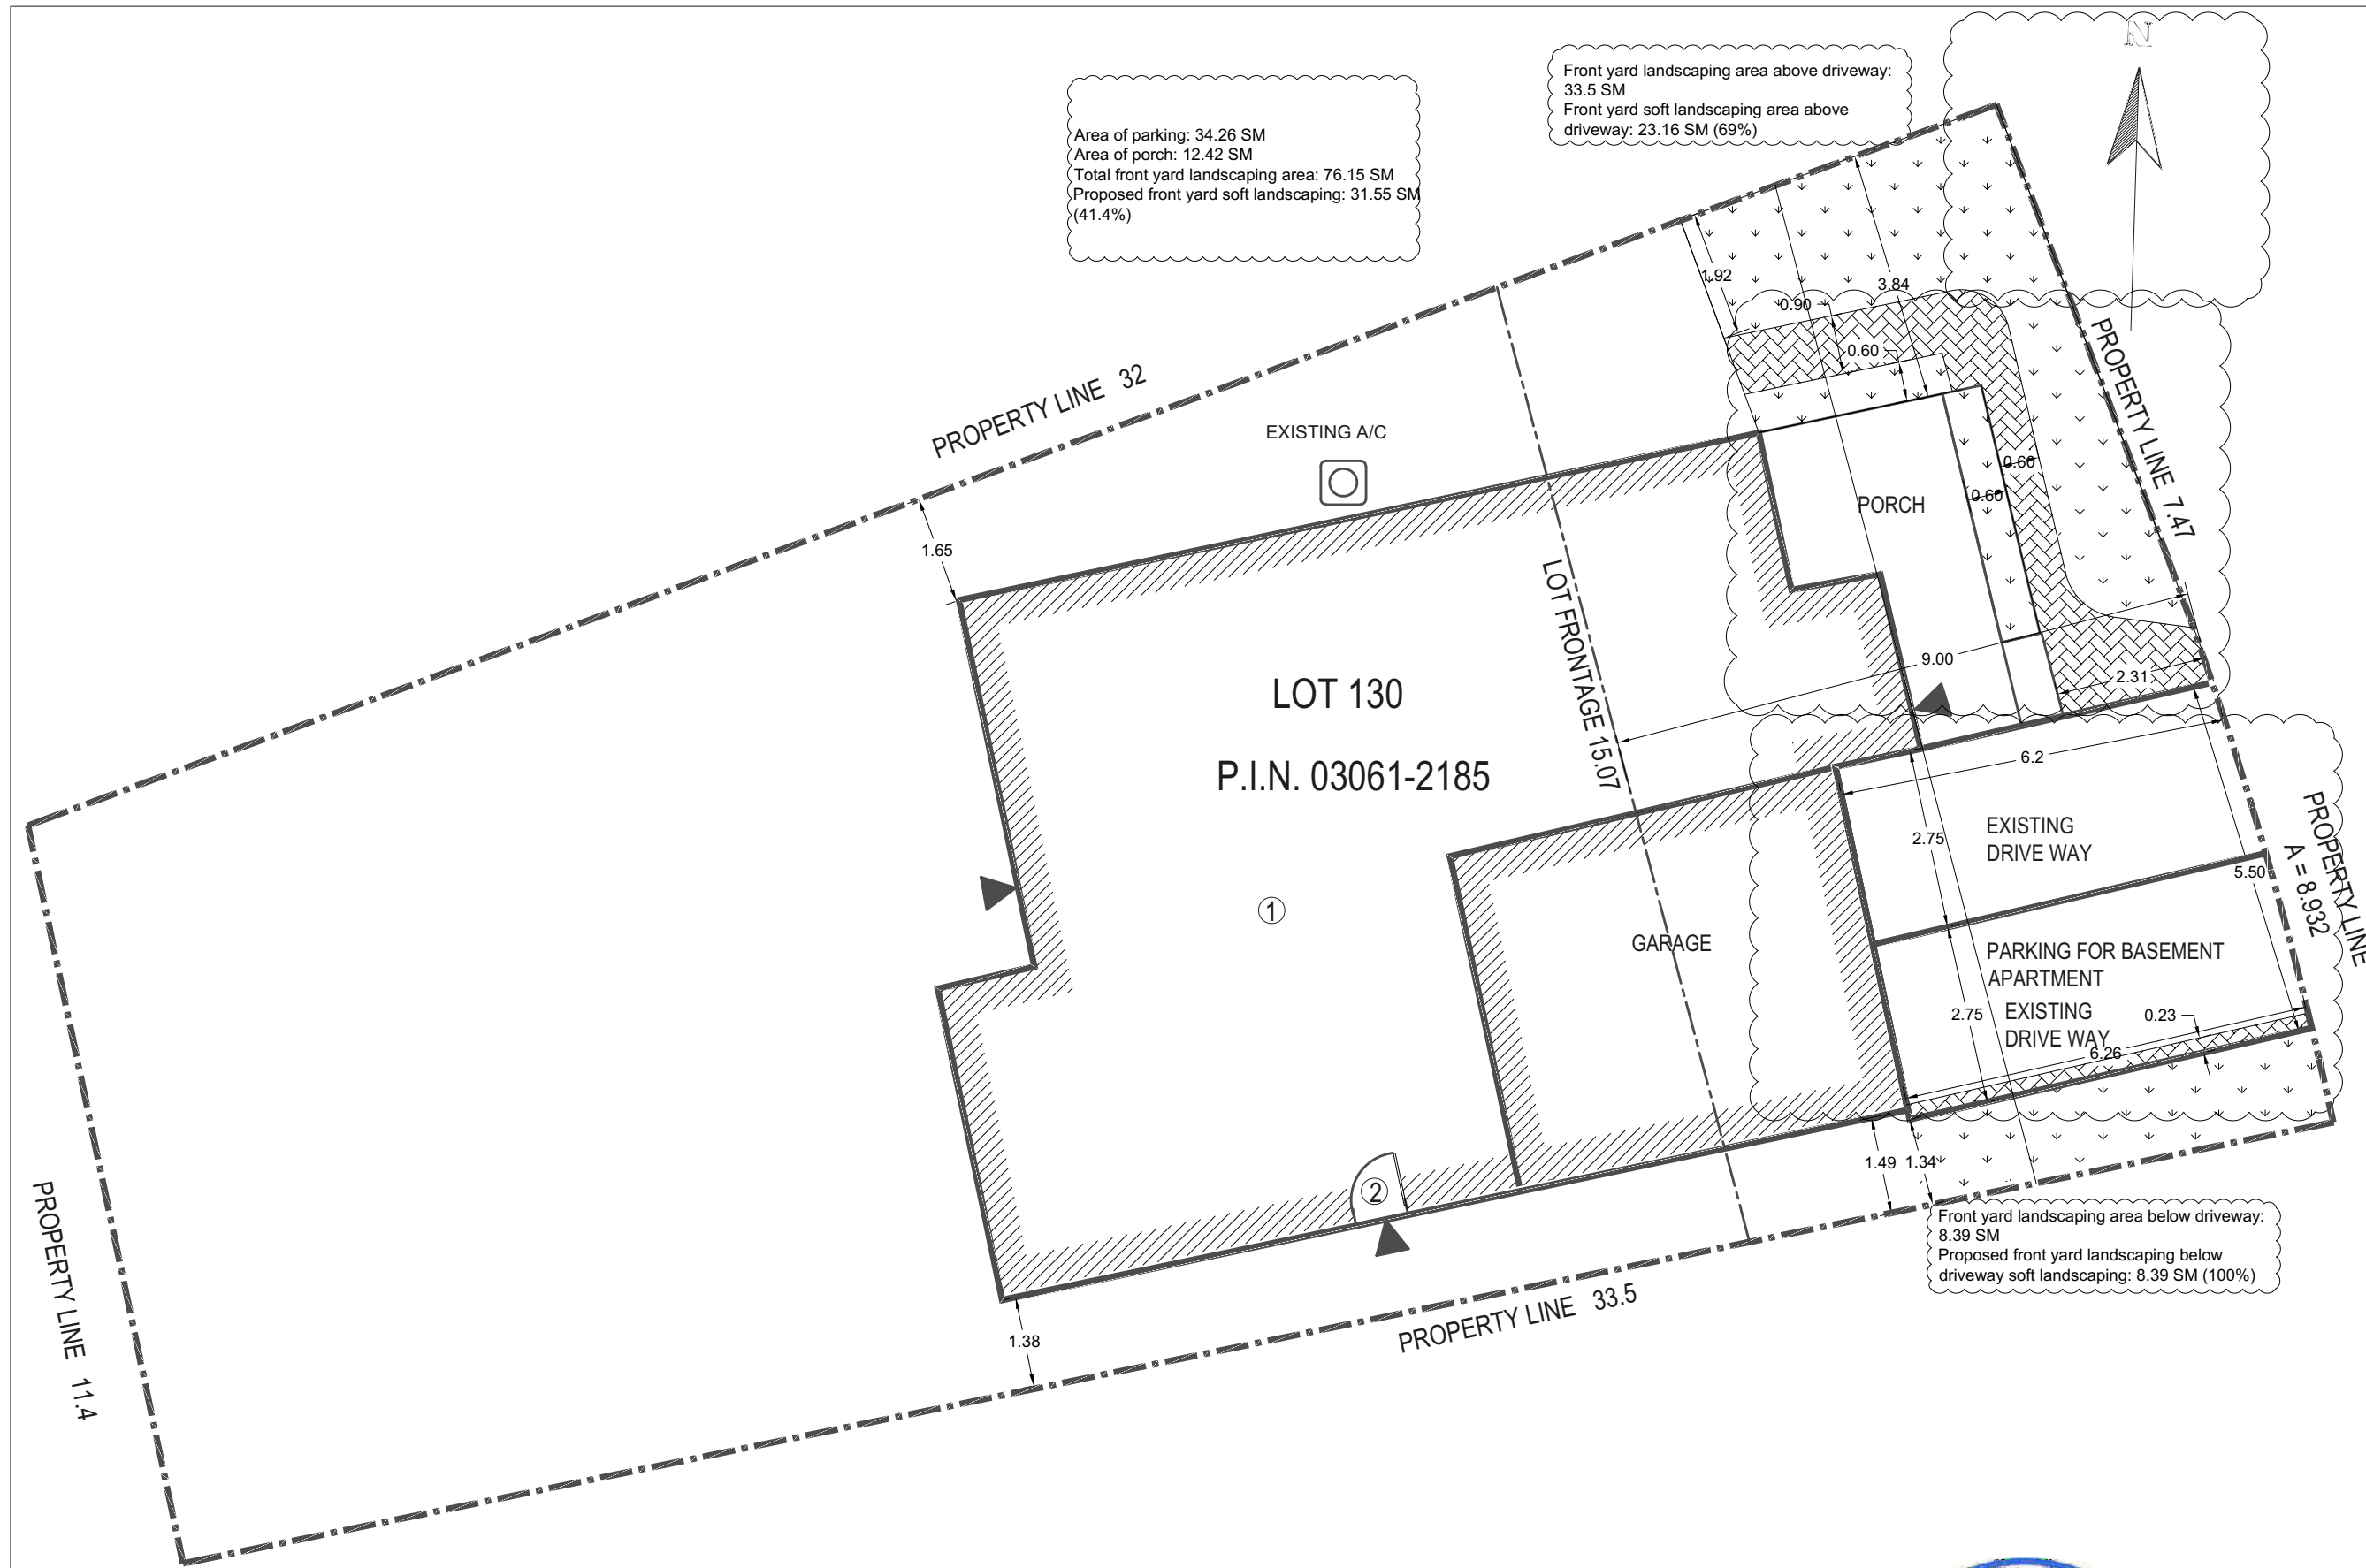 N
Front yard landscaping area above driveway:
33.5 SM
Front yard soft landscaping area above
driveway: 23.16 SM (69%)
Area of parking: 34.26 SM
Area of porch: 12.42 SM
Total front yard landscaping area: 76.15 SM
Proposed front yard soft landscaping: 31.55 SM
(41.4%)
1.92
3.84
0.90
0.60
PROPERTY LINE 7.47
PROPERTY LINE 32
EXISTING A/C
0.60
0.60
PORCH
1.65
LOT FRONTAGE 15.07
9.00
2.31
LOT 130
P.I.N. 03061-2185
6.2
2.75
EXISTING
DRIVE WAY
5.50
PROPERTY LINE
A = 8.932
1
GARAGE
PARKING FOR BASEMENT
APARTMENT
2.75
EXISTING
DRIVE WAY
0.23
6.26
2
1.49
1.34
Front yard landscaping area below driveway:
8.39 SM
Proposed front yard landscaping below
driveway soft landscaping: 8.39 SM (100%)
PROPERTY LINE 33.5
1.38
PROPERTY LINE 11.4